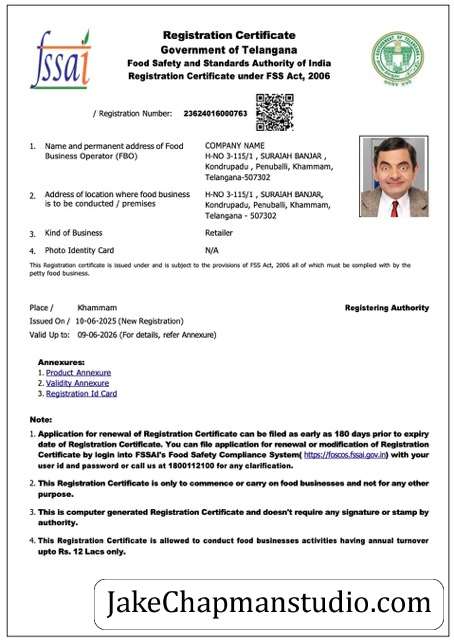 fssai
Registration Certificate
Government of Telangana
Food Safety and Standards Authority of India
Registration Certificate under FSS Act, 2006
/ Registration Number: 23624016000763
1. Name and permanent address of Food Business Operator (FBO)
COMPANY NAME
H-NO 3-115/1 , SURAIAH BANJAR ,
Kondrupadu , Penuballi, Khammam,
Telangana-507302
2. Address of location where food business is to be conducted / premises
H-NO 3-115/1 , SURAIAH BANJAR,
Kondrupadu, Penuballi, Khammam,
Telangana - 507302
3. Kind of Business
Retailer
4. Photo Identity Card
N/A
This Registration certificate is issued under and is subject to the provisions of FSS Act, 2006 all of which must be complied with by the
petty food business.
Place / Khammam
Registering Authority
Issued On / 10-06-2025 (New Registration)
Valid Up to: 09-06-2026 (For details, refer Annexure)
Annexures:
1. Product Annexure
2. Validity Annexure
3. Registration Id Card
Note:
1. Application for renewal of Registration Certificate can be filed as early as 180 days prior to expiry
date of Registration Certificate. You can file application for renewal or modification of Registration
Certificate by login into FSSAI's Food Safety Compliance System( https://foscos.fssai.gov.in) with your
user id and password or call us at 1800112100 for any clarification.
2. This Registration Certificate is only to commence or carry on food businesses and not for any other
purpose.
3. This is computer generated Registration Certificate and doesn't require any signature or stamp by
authority.
4. This Registration Certificate is allowed to conduct food businesses activities having annual turnover
upto Rs. 12 Lacs only.
JakeChapmanstudio.com